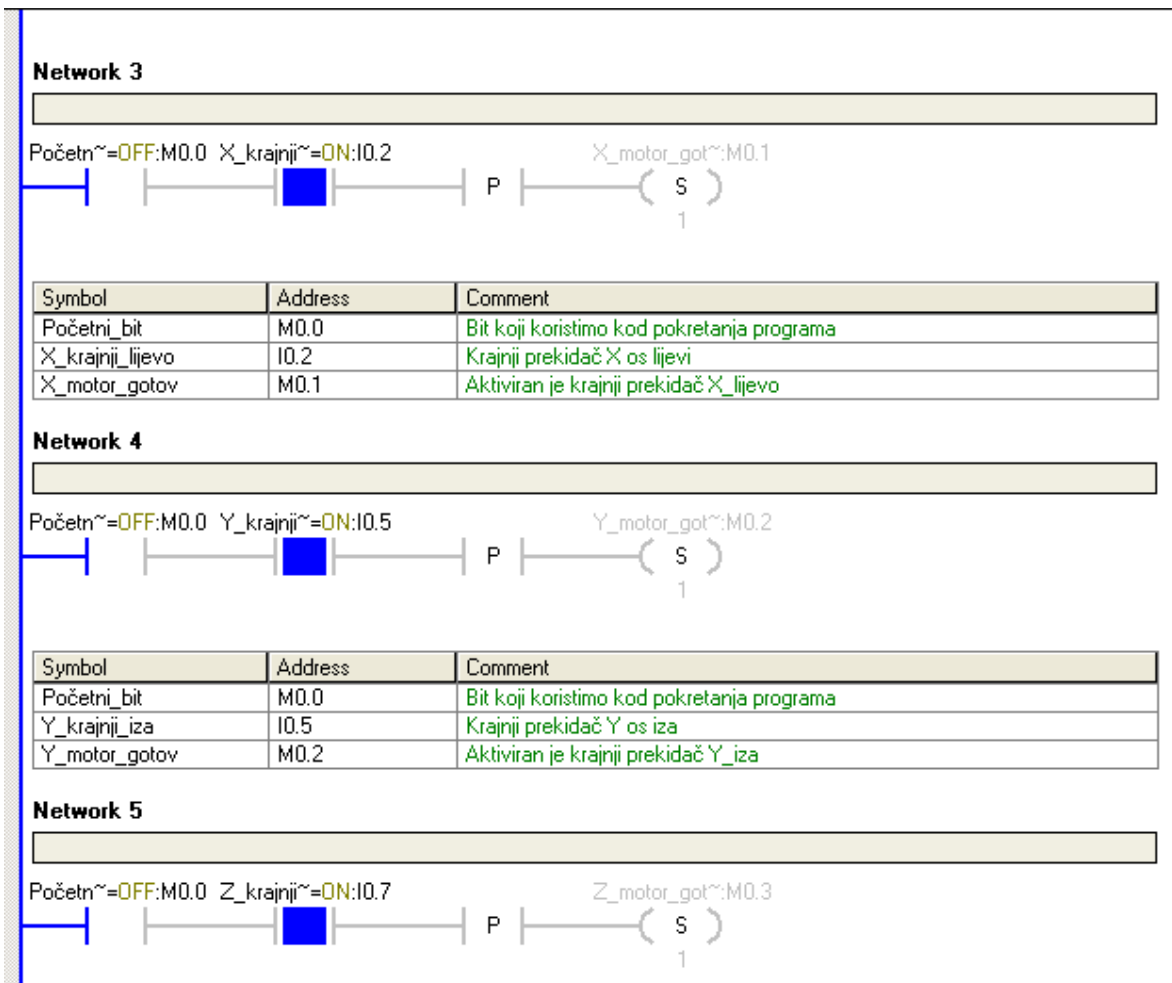 Network 3
Početn~=OFF:M0.0 X_krajnji~=ON:I0.2 X_motor_got~:M0.1
P S
1
Symbol Address Comment
Početni_bit M0.0 Bit koji koristimo kod pokretanja programa
X_krajnji_lijevo I0.2 Krajnji prekidač X os lijevi
X_motor_gotov M0.1 Aktiviran je krajnji prekidač X_lijevo
Network 4
Početn~=OFF:M0.0 Y_krajnji~=ON:I0.5 Y_motor_got~:M0.2
P S
1
Symbol Address Comment
Početni_bit M0.0 Bit koji koristimo kod pokretanja programa
Y_krajnji_iza I0.5 Krajnji prekidač Y os iza
Y_motor_gotov M0.2 Aktiviran je krajnji prekidač Y_iza
Network 5
Početn~=OFF:M0.0 Z_krajnji~=ON:I0.7 Z_motor_got~:M0.3
P S
1